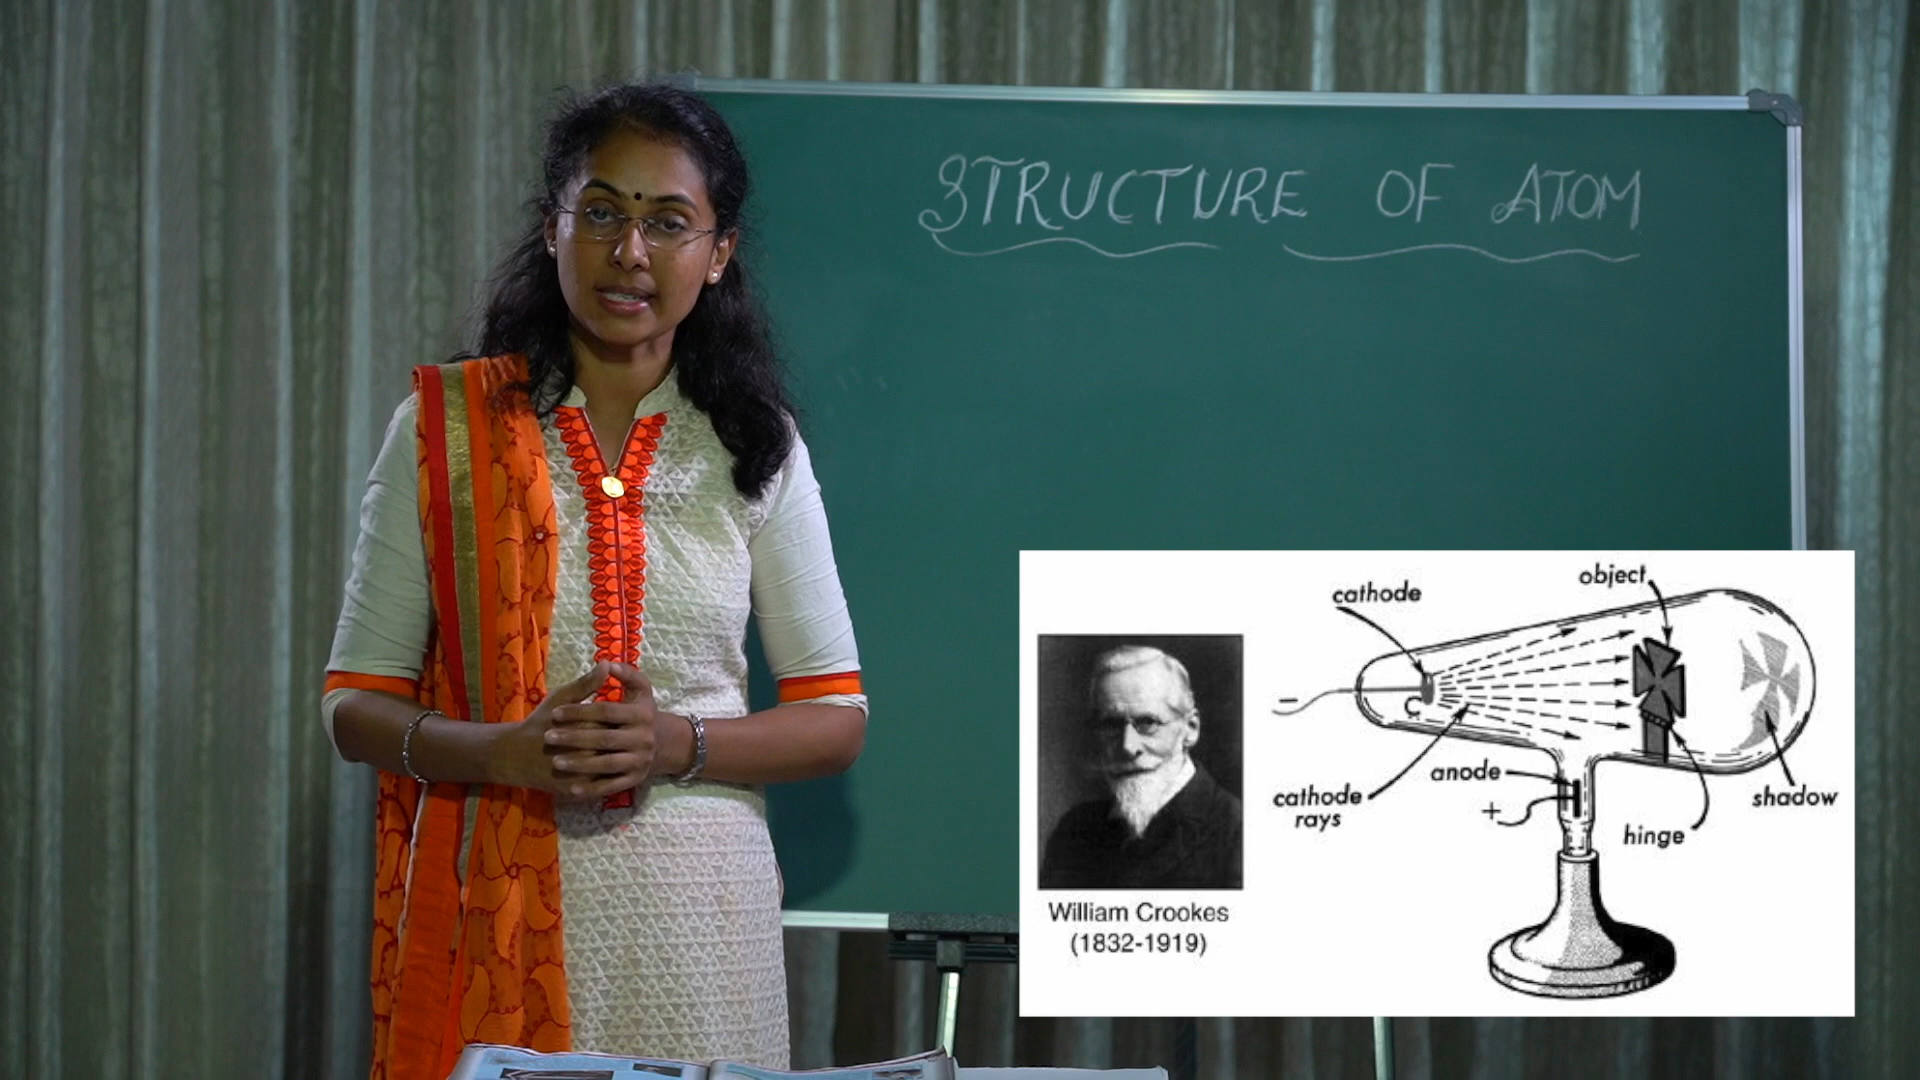 STRUCTURE OF ATOM
William Crookes
(1832-1919)
cathode
object
−
C
cathode
rays
anode
+
hinge
shadow